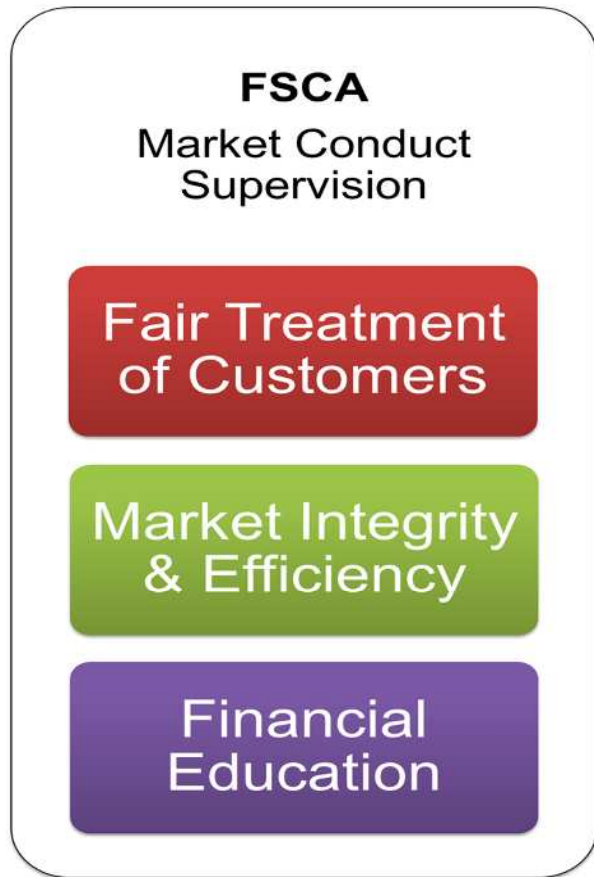 FSCA
Market Conduct
Supervision
Fair Treatment
of Customers
Market Integrity
& Efficiency
Financial
Education